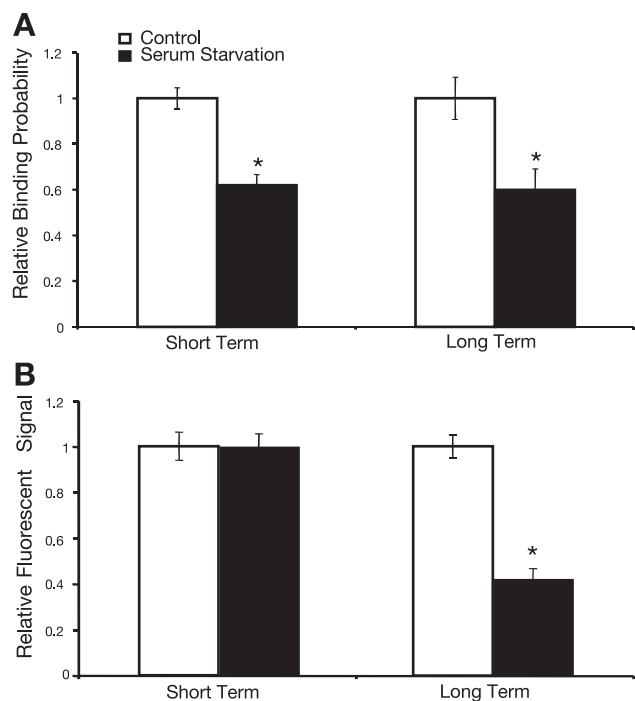 A
Control
Serum Starvation
Relative Binding Probability
1.2
1
0.8
0.6
0.4
0.2
0
*
*
Short Term
Long Term
B
Relative Fluorescent Signal
1.2
1
0.8
0.6
0.4
0.2
0
*
Short Term
Long Term